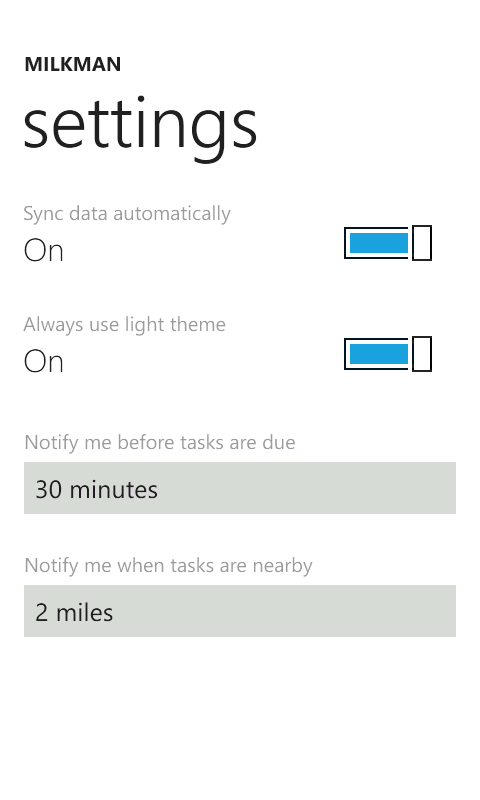 MILKMAN
settings
Sync data automatically
On
Always use light theme
On
Notify me before tasks are due
30 minutes
Notify me when tasks are nearby
2 miles